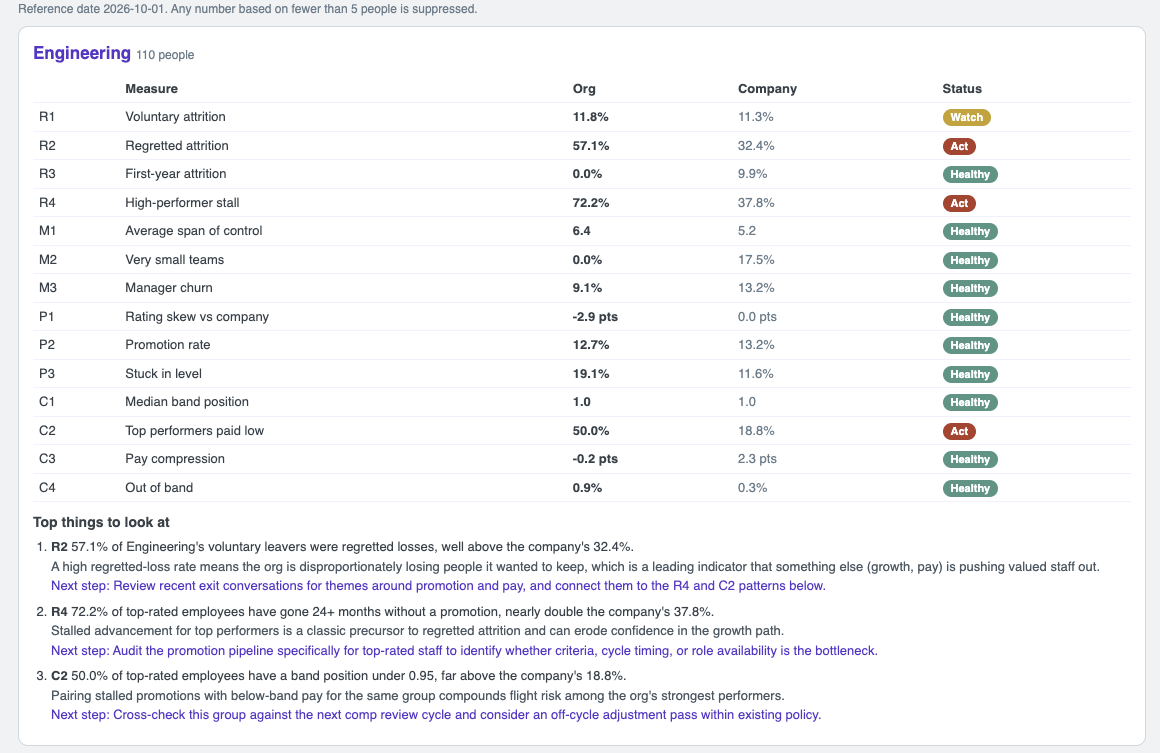 Reference date 2026-10-01. Any number based on fewer than 5 people is suppressed.
Engineering 110 people
Measure Org Company Status
R1 Voluntary attrition 11.8% 11.3% Watch
R2 Regretted attrition 57.1% 32.4% Act
R3 First-year attrition 0.0% 9.9% Healthy
R4 High-performer stall 72.2% 37.8% Act
M1 Average span of control 6.4 5.2 Healthy
M2 Very small teams 0.0% 17.5% Healthy
M3 Manager churn 9.1% 13.2% Healthy
P1 Rating skew vs company -2.9 pts 0.0 pts Healthy
P2 Promotion rate 12.7% 13.2% Healthy
P3 Stuck in level 19.1% 11.6% Healthy
C1 Median band position 1.0 1.0 Healthy
C2 Top performers paid low 50.0% 18.8% Act
C3 Pay compression -0.2 pts 2.3 pts Healthy
C4 Out of band 0.9% 0.3% Healthy
Top things to look at
1. R2 57.1% of Engineering's voluntary leavers were regretted losses, well above the company's 32.4%.
A high regretted-loss rate means the org is disproportionately losing people it wanted to keep, which is a leading indicator that something else (growth, pay) is pushing valued staff out.
Next step: Review recent exit conversations for themes around promotion and pay, and connect them to the R4 and C2 patterns below.
2. R4 72.2% of top-rated employees have gone 24+ months without a promotion, nearly double the company's 37.8%.
Stalled advancement for top performers is a classic precursor to regretted attrition and can erode confidence in the growth path.
Next step: Audit the promotion pipeline specifically for top-rated staff to identify whether criteria, cycle timing, or role availability is the bottleneck.
3. C2 50.0% of top-rated employees have a band position under 0.95, far above the company's 18.8%.
Pairing stalled promotions with below-band pay for the same group compounds flight risk among the org's strongest performers.
Next step: Cross-check this group against the next comp review cycle and consider an off-cycle adjustment pass within existing policy.